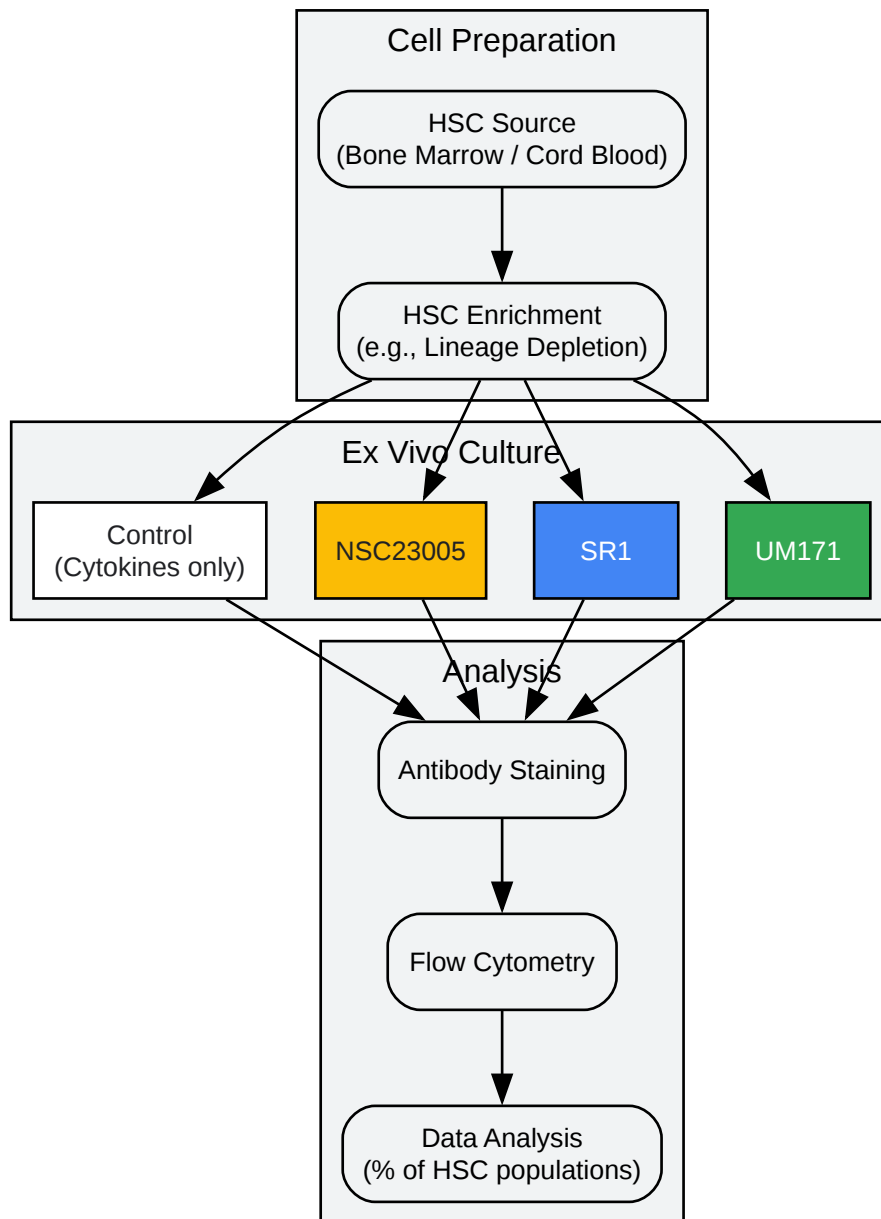 Cell Preparation
HSC Source
(Bone Marrow / Cord Blood)
HSC Enrichment
(e.g., Lineage Depletion)
Ex Vivo Culture
Control
(Cytokines only)
NSC23005
SR1
UM171
Analysis
Antibody Staining
Flow Cytometry
Data Analysis
(% of HSC populations)